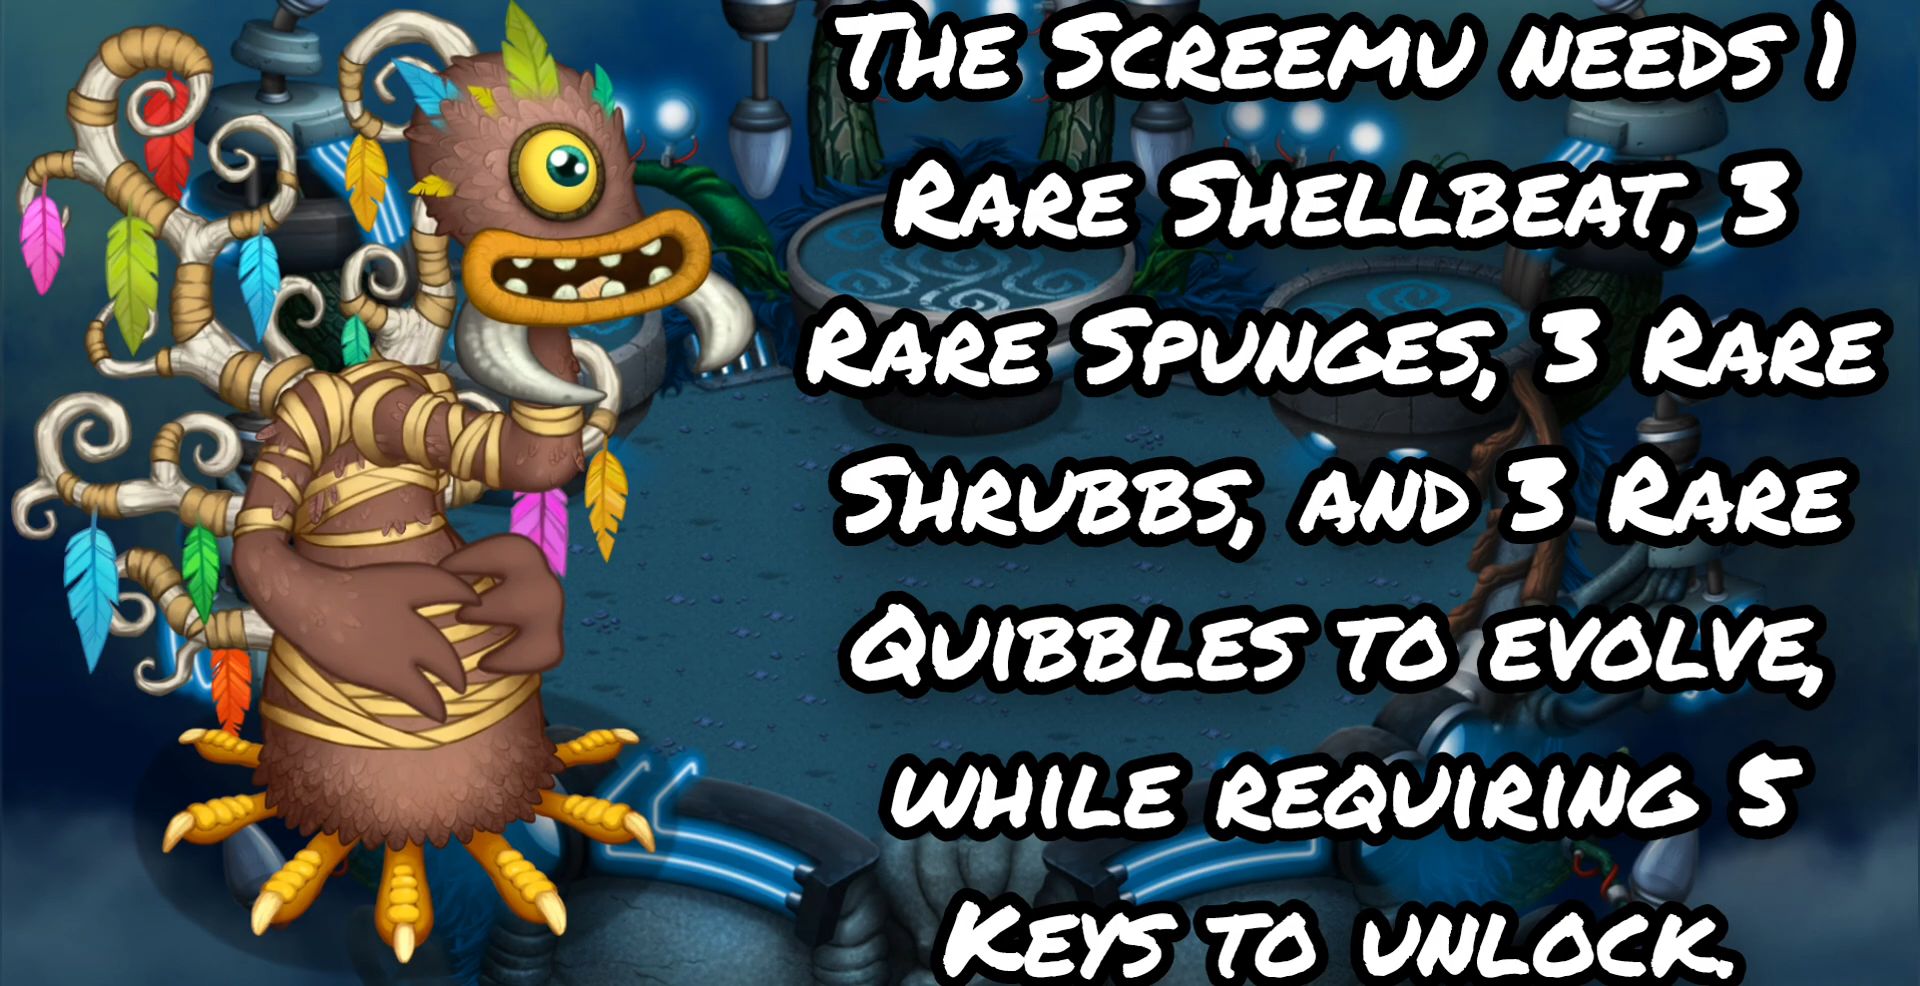 The Screemu needs 1
Rare Shellbeat, 3
Rare Spunges, 3 Rare
Shrubbs, and 3 Rare
Quibbles to evolve,
while requiring 5
Keys to unlock.